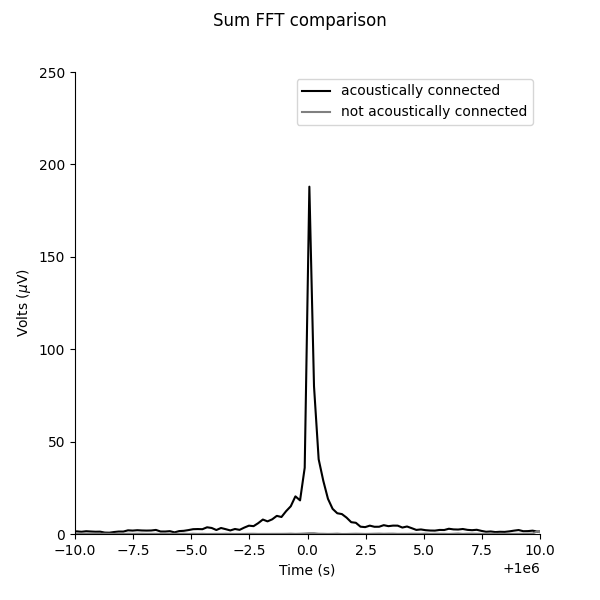 Sum FFT comparison
acoustically connected
not acoustically connected
250
200
150
100
50
0
Volts (μV)
−10.0 −7.5 −5.0 −2.5 0.0 2.5 5.0 7.5 10.0
Time (s)
+1e6